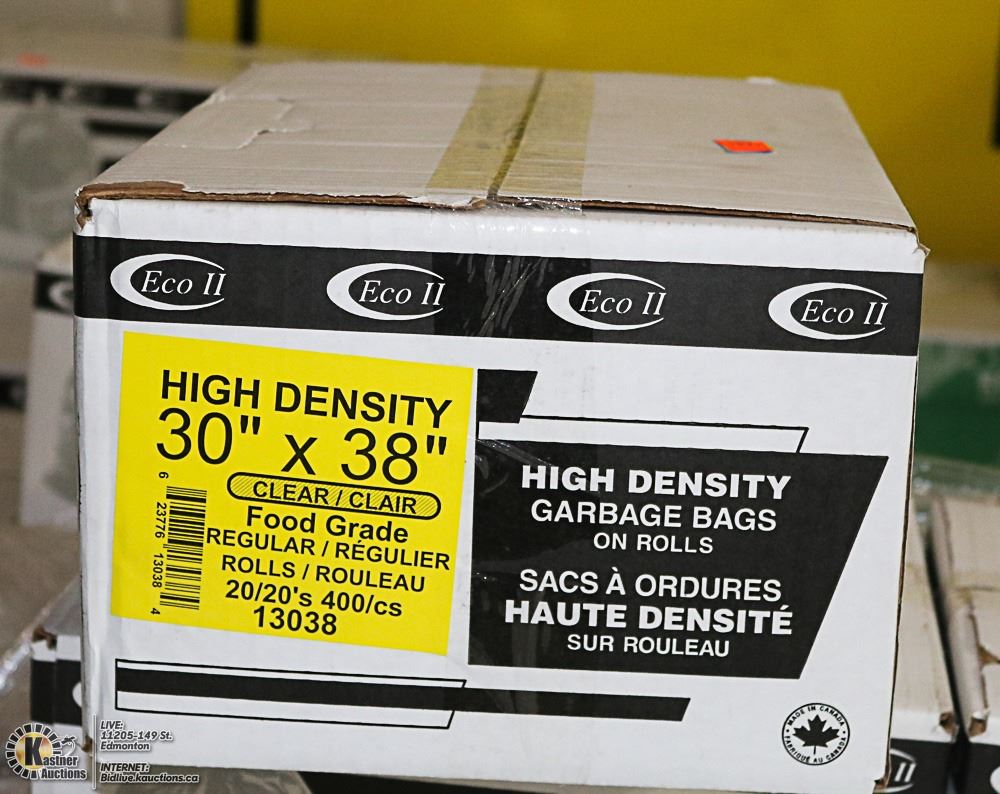 Eco II
Eco II
Eco II
Eco II
HIGH DENSITY
30" x 38"
CLEAR / CLAIR
Food Grade
REGULAR / RÉGULIER
ROLLS / ROULEAU
20/20's 400/cs
13038
6 23776 13038 4
HIGH DENSITY
GARBAGE BAGS
ON ROLLS
SACS À ORDURES
HAUTE DENSITÉ
SUR ROULEAU
MADE IN CANADA
FABRIQUÉ AU CANADA
II
Kastner
Auctions
LIVE:
11205-149 St.
Edmonton
INTERNET:
Bidlive.kauctions.ca